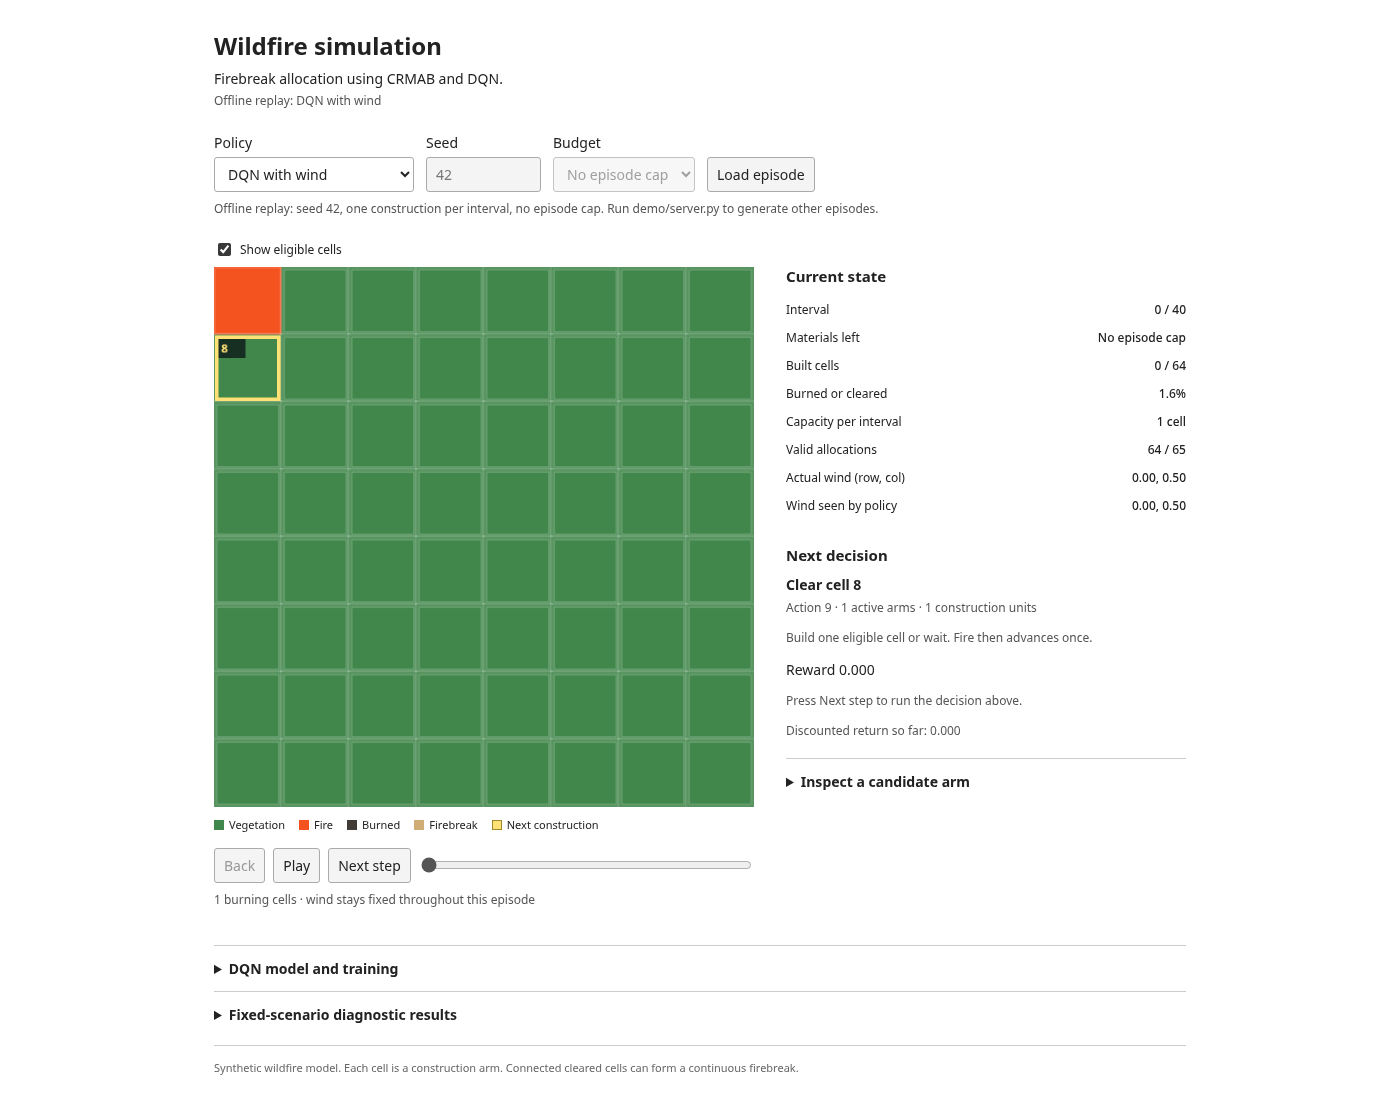 Wildfire simulation
Firebreak allocation using CRMAB and DQN.
Offline replay: DQN with wind
Policy Seed Budget
DQN with wind 42 No episode cap Load episode
Offline replay: seed 42, one construction per interval, no episode cap. Run demo/server.py to generate other episodes.
Show eligible cells
8
Vegetation Fire Burned Firebreak Next construction
Back Play Next step
1 burning cells · wind stays fixed throughout this episode
Current state
Interval 0 / 40
Materials left No episode cap
Built cells 0 / 64
Burned or cleared 1.6%
Capacity per interval 1 cell
Valid allocations 64 / 65
Actual wind (row, col) 0.00, 0.50
Wind seen by policy 0.00, 0.50
Next decision
Clear cell 8
Action 9 · 1 active arms · 1 construction units
Build one eligible cell or wait. Fire then advances once.
Reward 0.000
Press Next step to run the decision above.
Discounted return so far: 0.000
Inspect a candidate arm
DQN model and training
Fixed-scenario diagnostic results
Synthetic wildfire model. Each cell is a construction arm. Connected cleared cells can form a continuous firebreak.